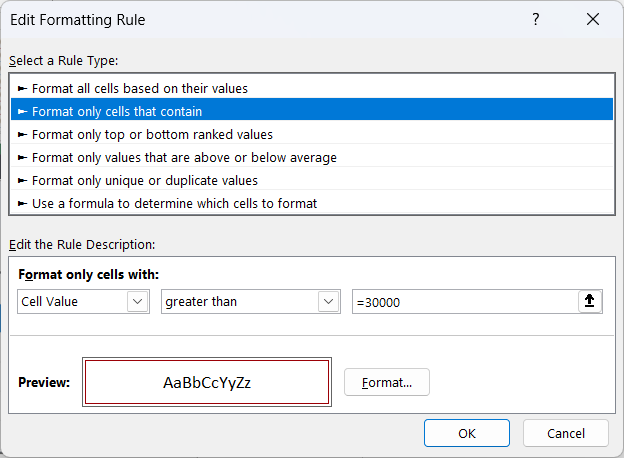 Edit Formatting Rule ?
Select a Rule Type:
► Format all cells based on their values
► Format only cells that contain
► Format only top or bottom ranked values
► Format only values that are above or below average
► Format only unique or duplicate values
► Use a formula to determine which cells to format
Edit the Rule Description:
Format only cells with:
Cell Value greater than =30000
Preview: AaBbCcYyZz Format...
OK Cancel